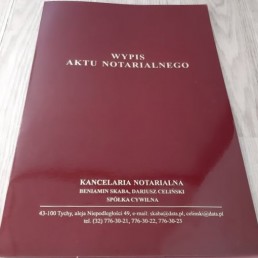 WYPIS
AKTU NOTARIALNEGO
KANCELARIA NOTARIALNA
BENIAMIN SKABA, DARIUSZ CELIŃSKI
SPÓŁKA CYWILNA
43-100 Tychy, aleja Niepodległości 49, e-mail: skaba@data.pl, celinski@data.pl
tel. (32) 776-30-21, 776-30-22, 776-30-23